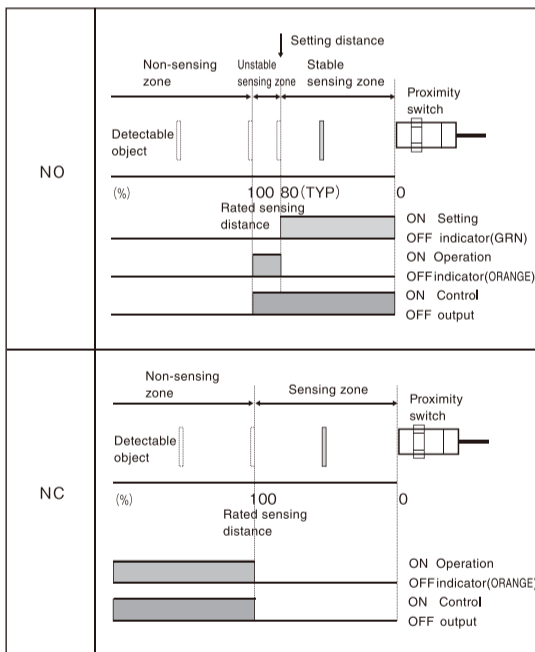 NO
Setting distance
Non-sensing zone
Unstable sensing zone
Stable sensing zone
Proximity switch
Detectable object
(%)
100 80(TYP)
0
Rated sensing distance
ON Setting
OFF indicator(GRN)
ON Operation
OFF indicator(ORANGE)
ON Control
OFF output
NC
Non-sensing zone
Sensing zone
Proximity switch
Detectable object
(%)
100
0
Rated sensing distance
ON Operation
OFF indicator(ORANGE)
ON Control
OFF output